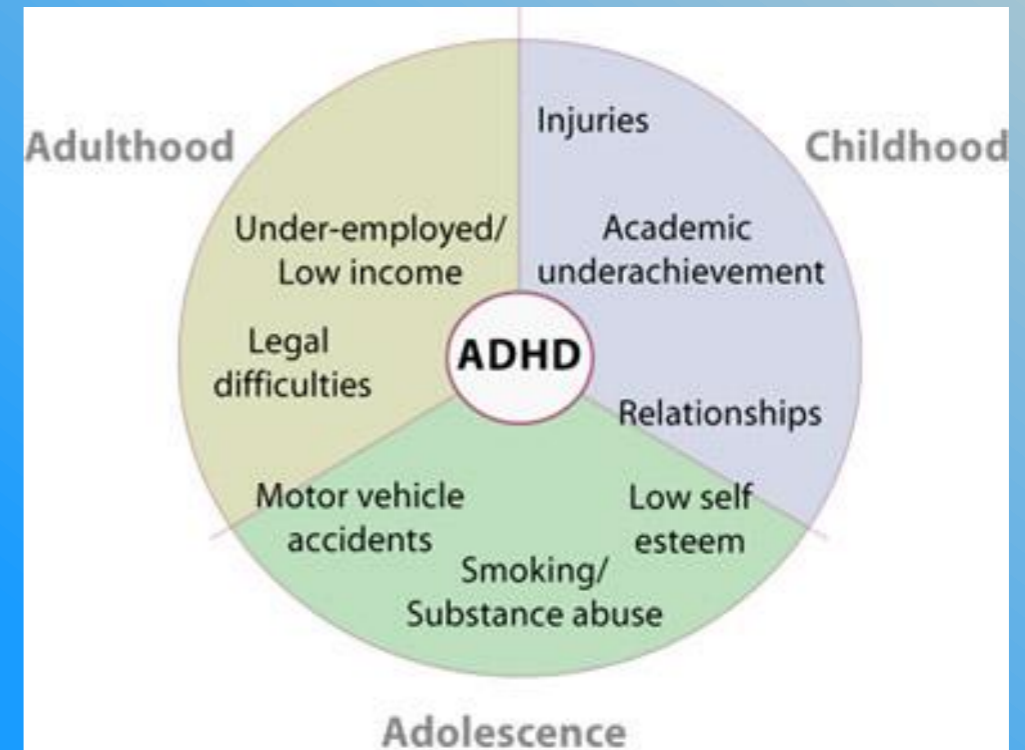 Adulthood
Childhood
Injuries
Under-employed/
Low income
Academic
underachievement
Legal
difficulties
ADHD
Relationships
Motor vehicle
accidents
Low self
esteem
Smoking/
Substance abuse
Adolescence